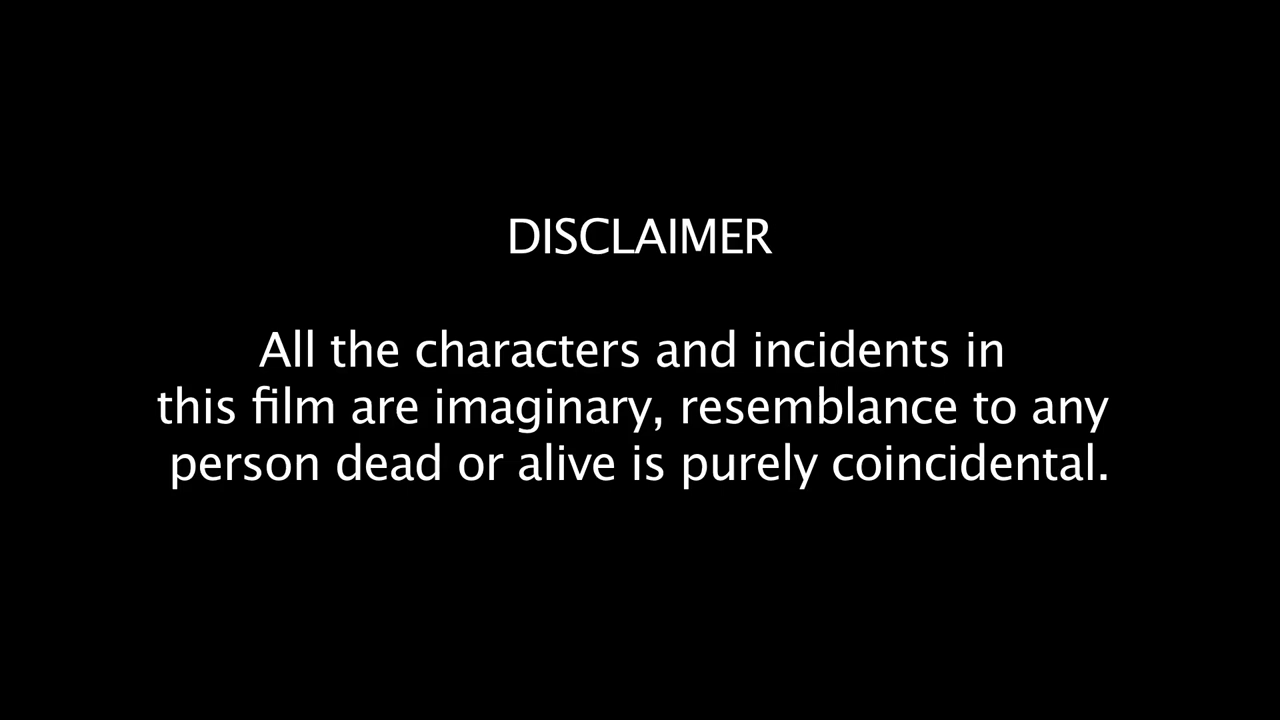 DISCLAIMER
All the characters and incidents in
this film are imaginary, resemblance to any
person dead or alive is purely coincidental.